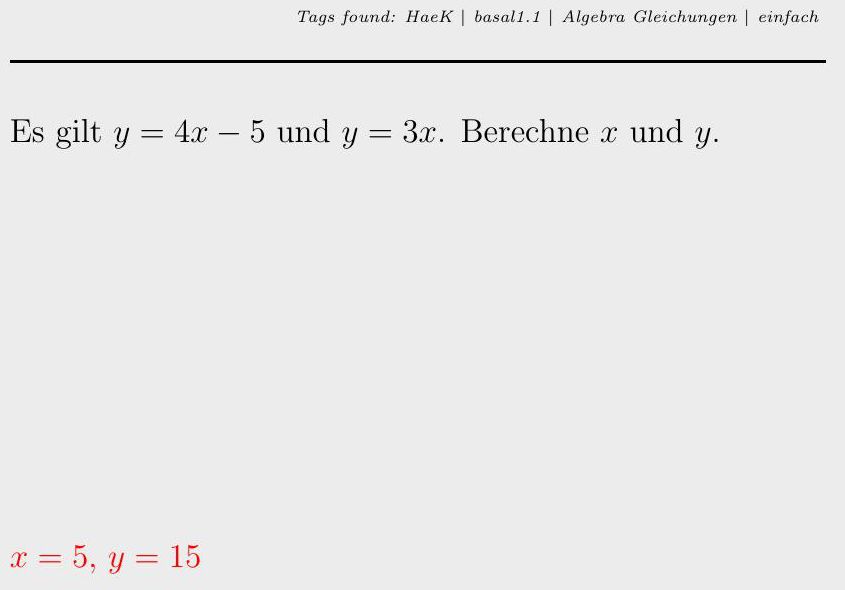 Tags found: HaeK | basal1.1 | Algebra Gleichungen | einfach
Es gilt y = 4x − 5 und y = 3x. Berechne x und y.
x = 5, y = 15